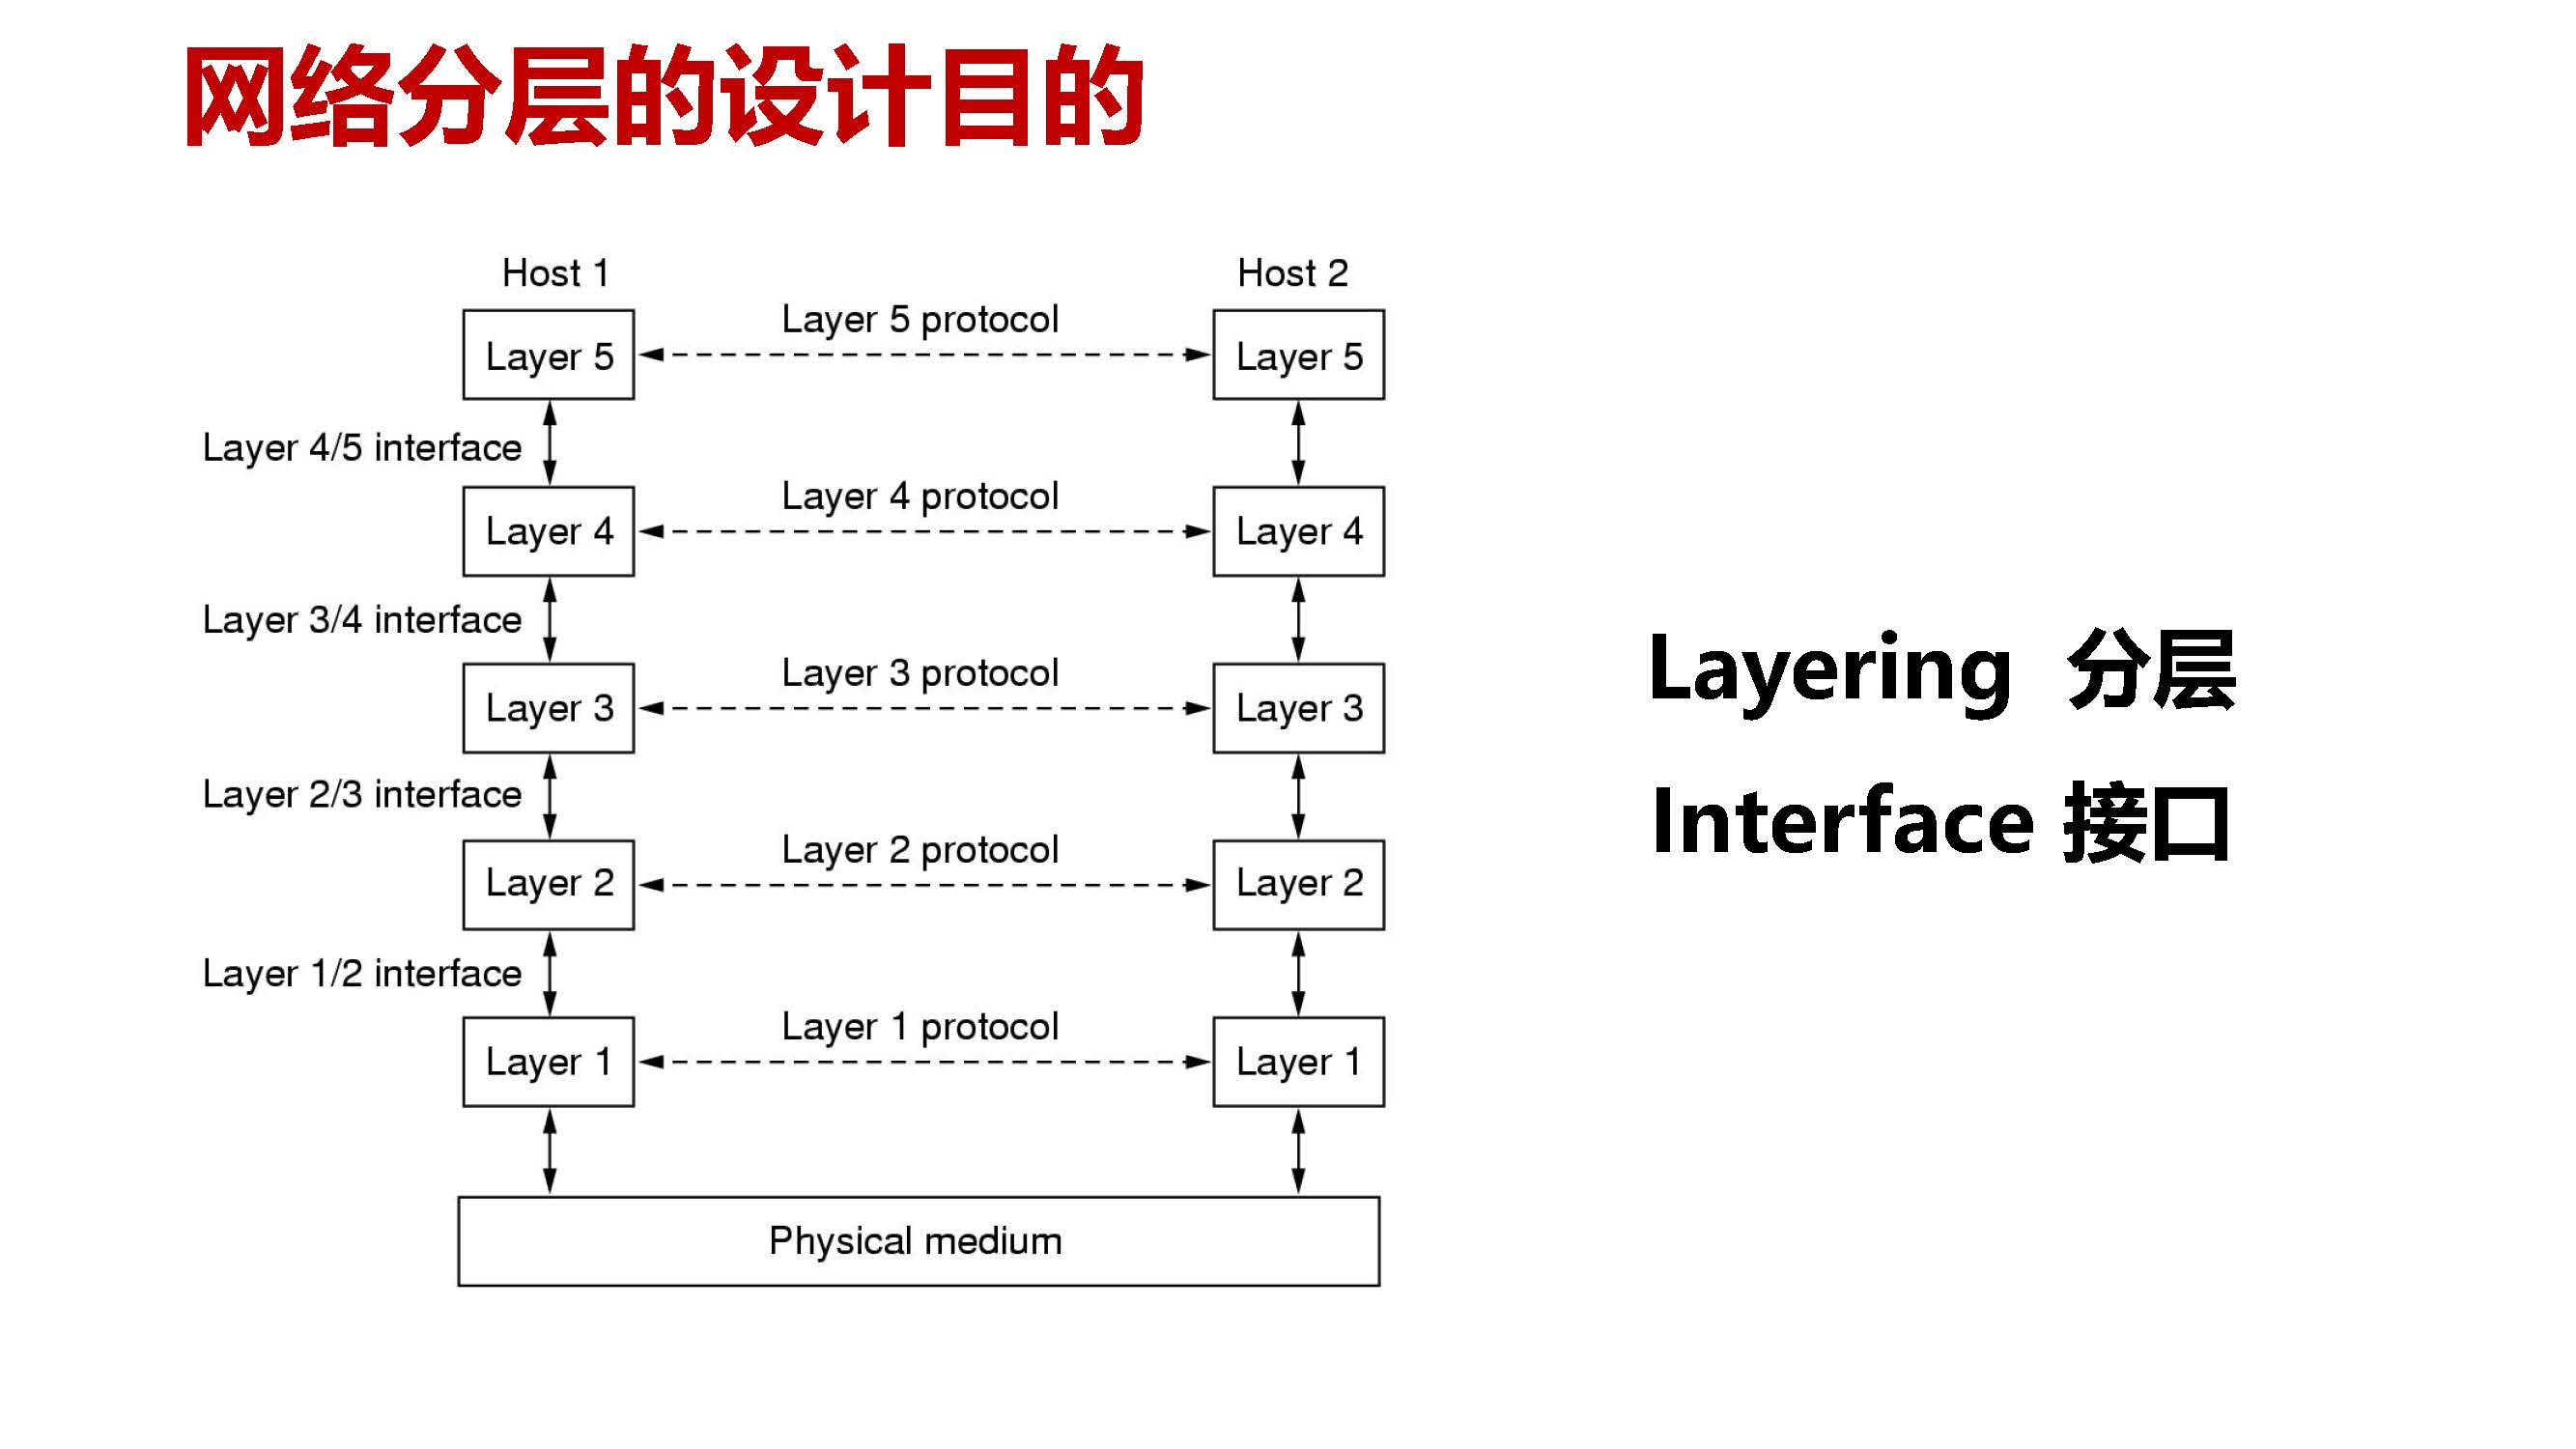 网络分层的设计目的
Host 1
Host 2
Layer 5 protocol
Layer 5
Layer 5
Layer 4/5 interface
Layer 4 protocol
Layer 4
Layer 4
Layer 3/4 interface
Layer 3 protocol
Layer 3
Layer 3
Layer 2/3 interface
Layer 2 protocol
Layer 2
Layer 2
Layer 1/2 interface
Layer 1 protocol
Layer 1
Layer 1
Physical medium
Layering 分层
Interface 接口